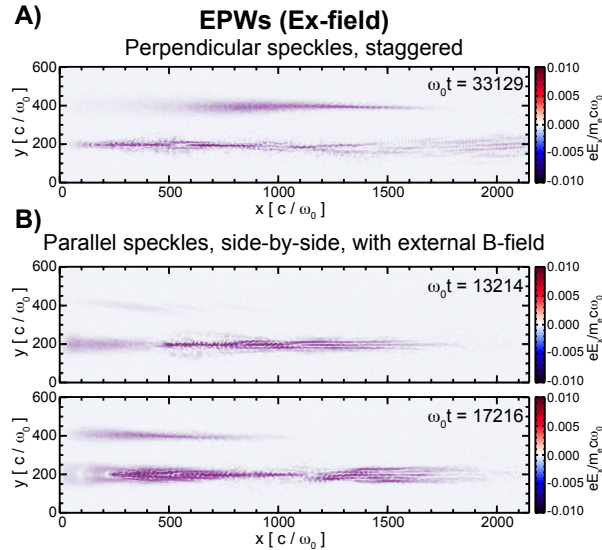 A)
EPWs (Ex-field)
Perpendicular speckles, staggered
600
400
200
0
y [ c / ω₀ ]
ω₀t = 33129
0 500 1000 1500 2000
x [ c / ω₀ ]
0.010
0.005
0.000
-0.005
-0.010
eEₓ/mₑcω₀
B)
Parallel speckles, side-by-side, with external B-field
600
400
200
0
y [ c / ω₀ ]
ω₀t = 13214
0.010
0.005
0.000
-0.005
-0.010
eEₓ/mₑcω₀
600
400
200
0
y [ c / ω₀ ]
ω₀t = 17216
0 500 1000 1500 2000
x [ c / ω₀ ]
0.010
0.005
0.000
-0.005
-0.010
eEₓ/mₑcω₀